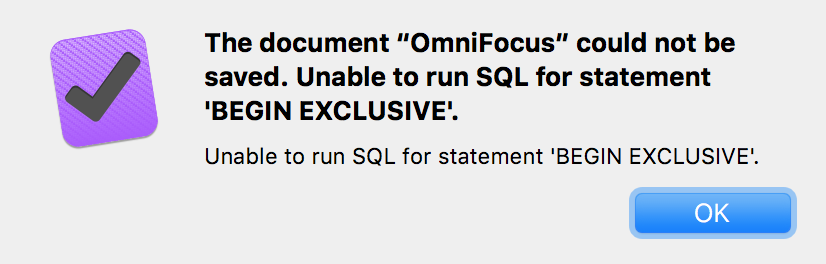 The document “OmniFocus” could not be
saved. Unable to run SQL for statement
'BEGIN EXCLUSIVE'.
Unable to run SQL for statement 'BEGIN EXCLUSIVE'.
OK